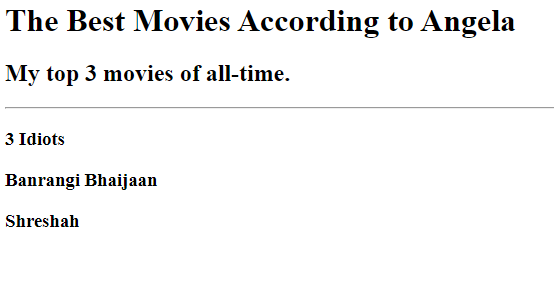 The Best Movies According to Angela
My top 3 movies of all-time.
3 Idiots
Banrangi Bhaijaan
Shreshah